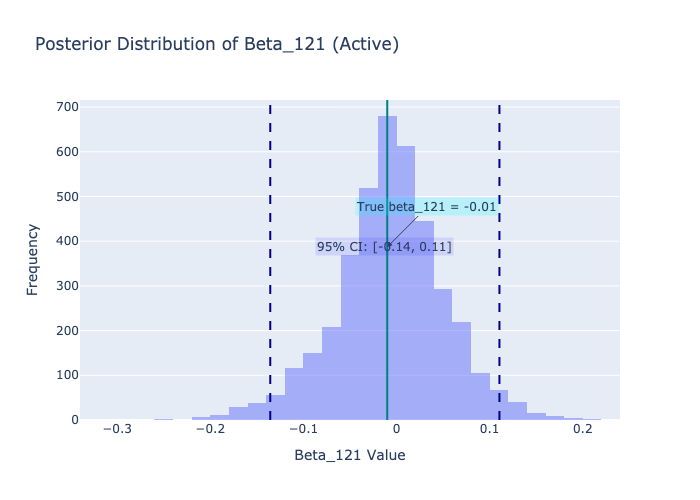 Posterior Distribution of Beta_121 (Active)
700
600
500
400
300
200
100
0
True beta_121 = -0.01
95% CI: [-0.14, 0.11]
Frequency
−0.3
−0.2
−0.1
0
0.1
0.2
Beta_121 Value